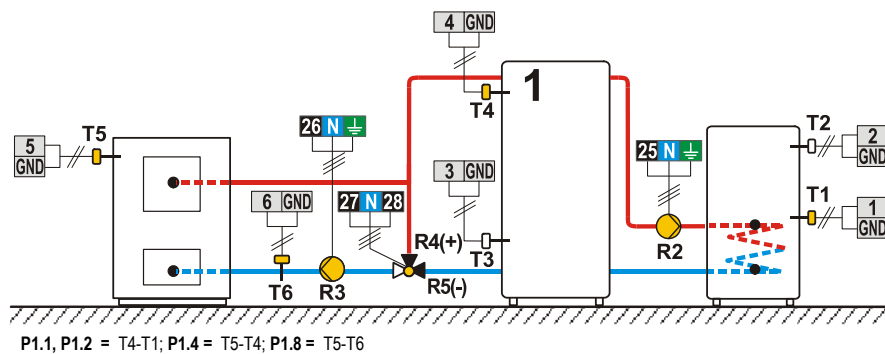 4 GND
1
T4
26 N
T5
5
GND
25 N
T2
2
GND
3 GND
6 GND
27 N 28
T1
1
GND
R4(+)
T3
R2
T6
R3
R5(-)
P1.1, P1.2 = T4-T1; P1.4 = T5-T4; P1.8 = T5-T6